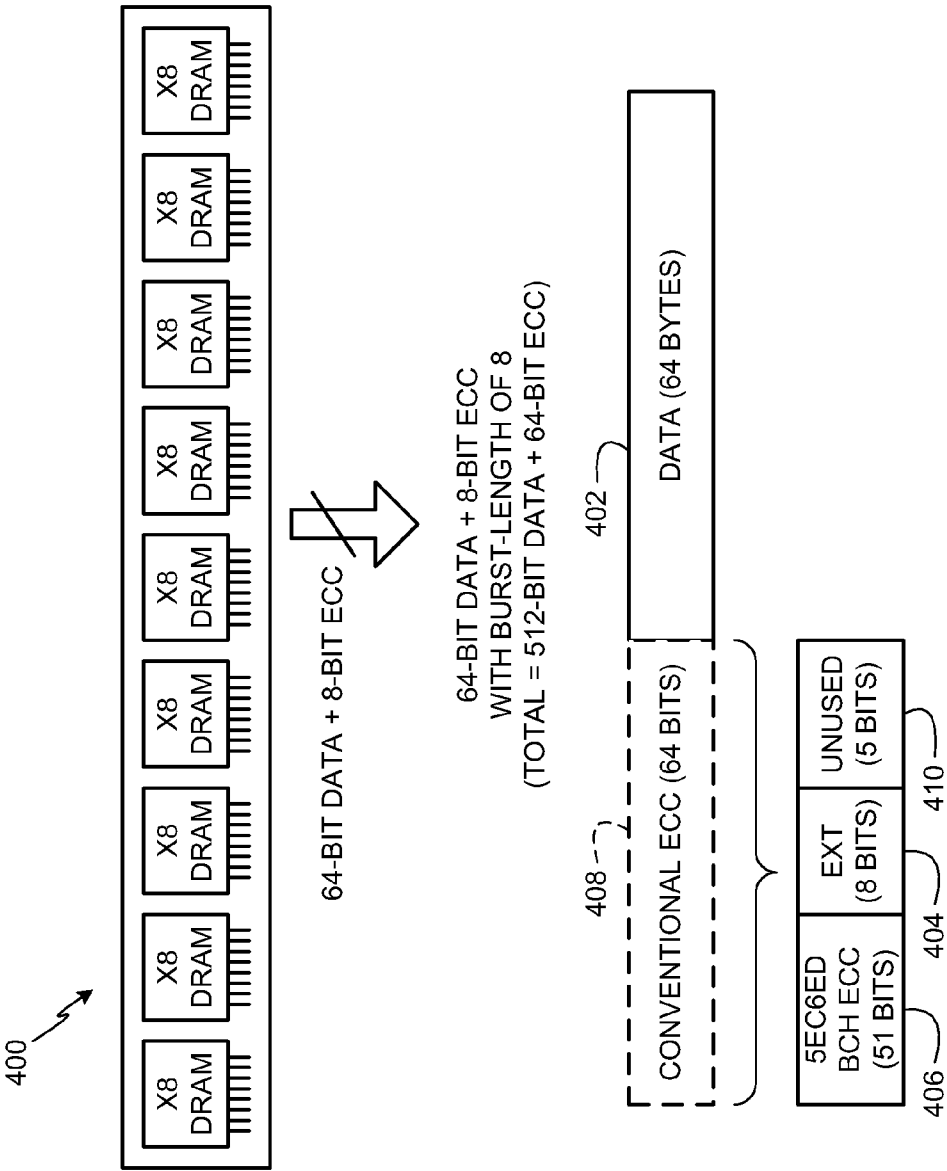 400
X8
DRAM
X8
DRAM
X8
DRAM
X8
DRAM
X8
DRAM
X8
DRAM
X8
DRAM
X8
DRAM
X8
DRAM
64-BIT DATA + 8-BIT ECC
64-BIT DATA + 8-BIT ECC
WITH BURST-LENGTH OF 8
(TOTAL = 512-BIT DATA + 64-BIT ECC)
408
402
CONVENTIONAL ECC (64 BITS)
DATA (64 BYTES)
5EC6ED
BCH ECC
(51 BITS)
EXT
(8 BITS)
UNUSED
(5 BITS)
406
404
410